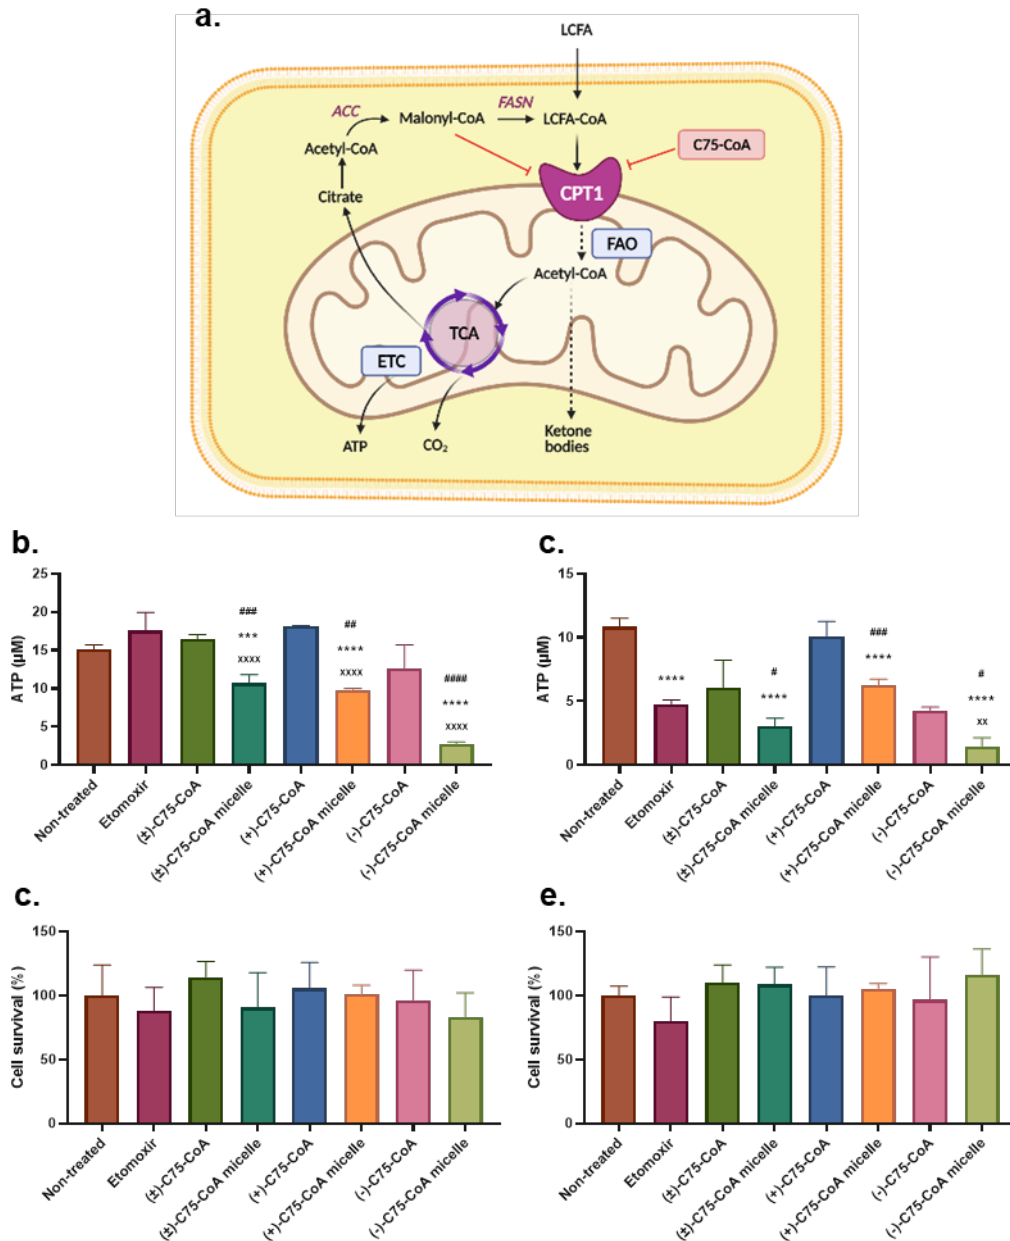 a.
LCFA
ACC
FASN
Malonyl-CoA
LCFA-CoA
Acetyl-CoA
C75-CoA
Citrate
CPT1
FAO
Acetyl-CoA
TCA
ETC
ATP
CO₂
Ketone
bodies
b.
ATP (µM)
25
20
15
10
5
0
###
***
xxxx
##
****
xxxx
####
****
xxxx
Non-treated
Etomoxir
(±)-C75-CoA
(±)-C75-CoA micelle
(+)-C75-CoA
(+)-C75-CoA micelle
(-)-C75-CoA
(-)-C75-CoA micelle
c.
ATP (µM)
15
10
5
0
****
#
****
###
****
#
****
xx
Non-treated
Etomoxir
(±)-C75-CoA
(±)-C75-CoA micelle
(+)-C75-CoA
(+)-C75-CoA micelle
(-)-C75-CoA
(-)-C75-CoA micelle
c.
Cell survival (%)
150
100
50
0
Non-treated
Etomoxir
(±)-C75-CoA
(±)-C75-CoA micelle
(+)-C75-CoA
(+)-C75-CoA micelle
(-)-C75-CoA
(-)-C75-CoA micelle
e.
Cell survival (%)
150
100
50
0
Non-treated
Etomoxir
(±)-C75-CoA
(±)-C75-CoA micelle
(+)-C75-CoA
(+)-C75-CoA micelle
(-)-C75-CoA
(-)-C75-CoA micelle